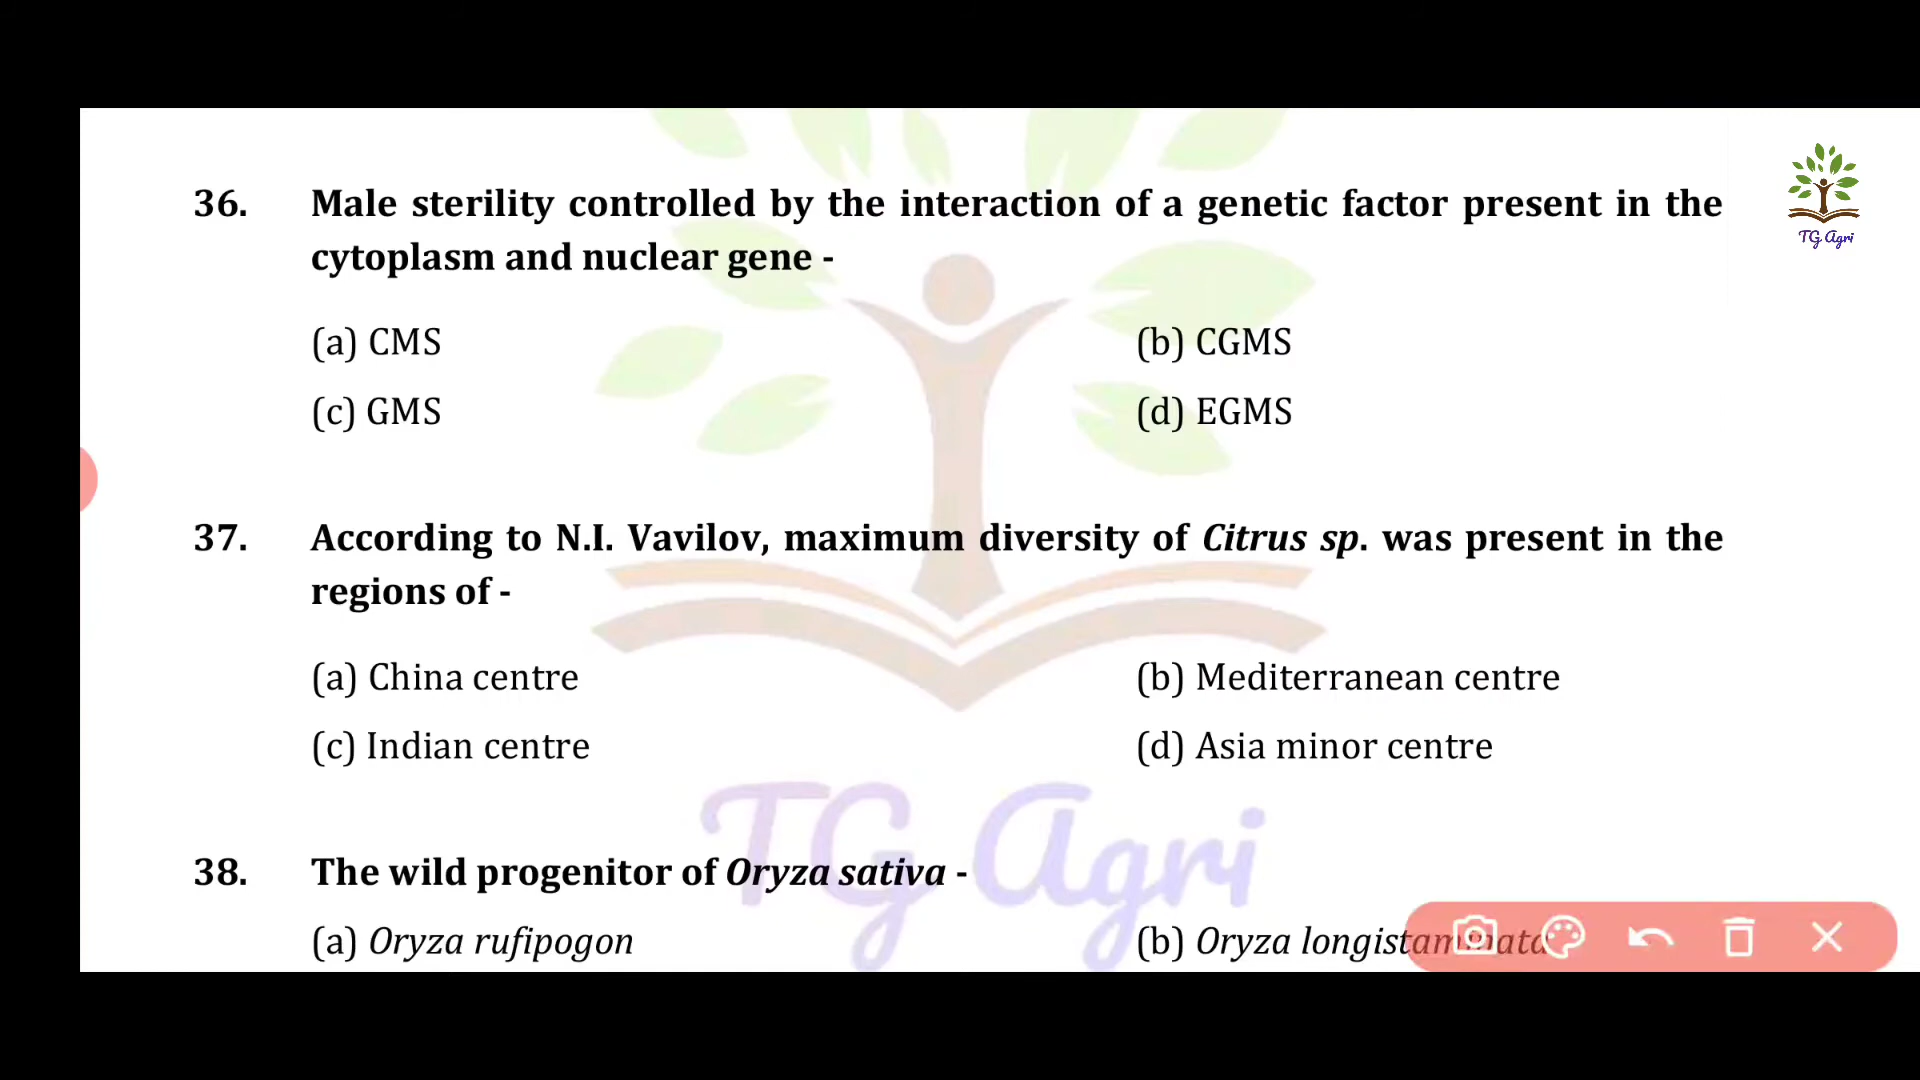 36. Male sterility controlled by the interaction of a genetic factor present in the
cytoplasm and nuclear gene -
(a) CMS (b) CGMS
(c) GMS (d) EGMS
37. According to N.I. Vavilov, maximum diversity of Citrus sp. was present in the
regions of -
(a) China centre (b) Mediterranean centre
(c) Indian centre (d) Asia minor centre
38. The wild progenitor of Oryza sativa -
(a) Oryza rufipogon (b) Oryza longistaminata
TG Agri
TG Agri